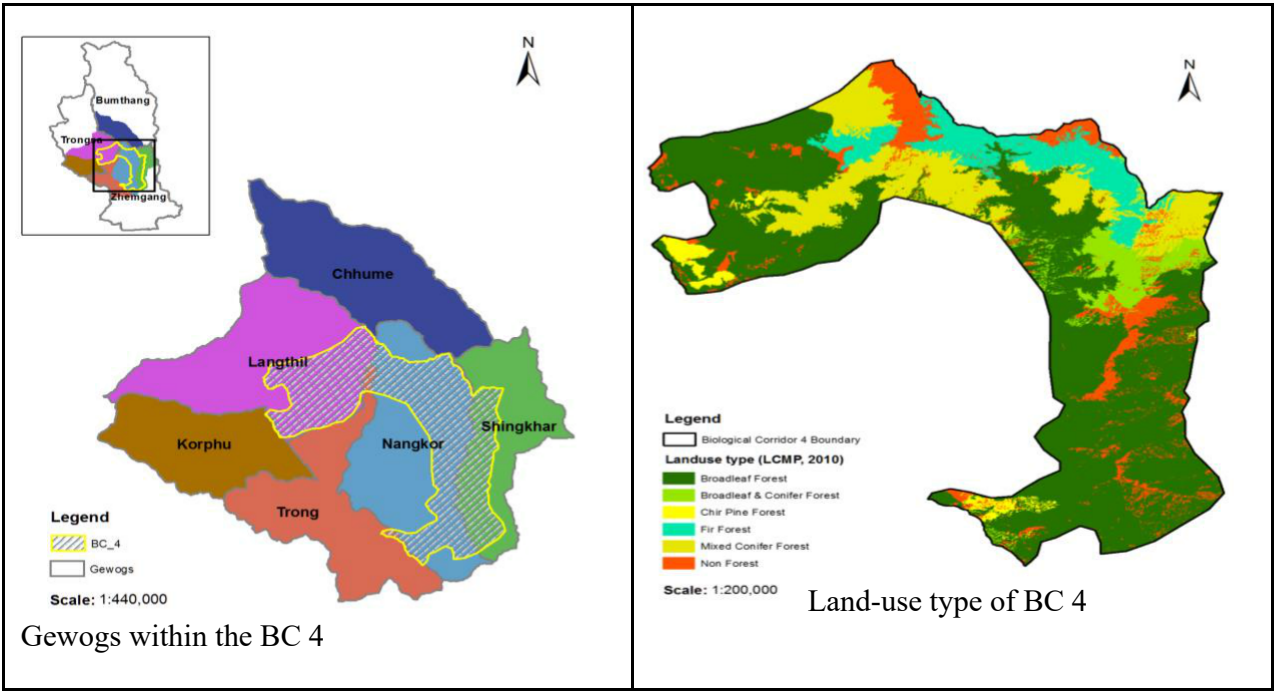 N
Bumthang
Trongsa
Zhemgang
Chhume
Langthil
Korphu
Nangkor
Shingkhar
Trong
Legend
BC_4
Gewogs
Scale: 1:440,000
Gewogs within the BC 4
N
Legend
Biological Corridor 4 Boundary
Landuse type (LCMP, 2010)
Broadleaf Forest
Broadleaf & Conifer Forest
Chir Pine Forest
Fir Forest
Mixed Conifer Forest
Non Forest
Scale: 1:200,000
Land-use type of BC 4